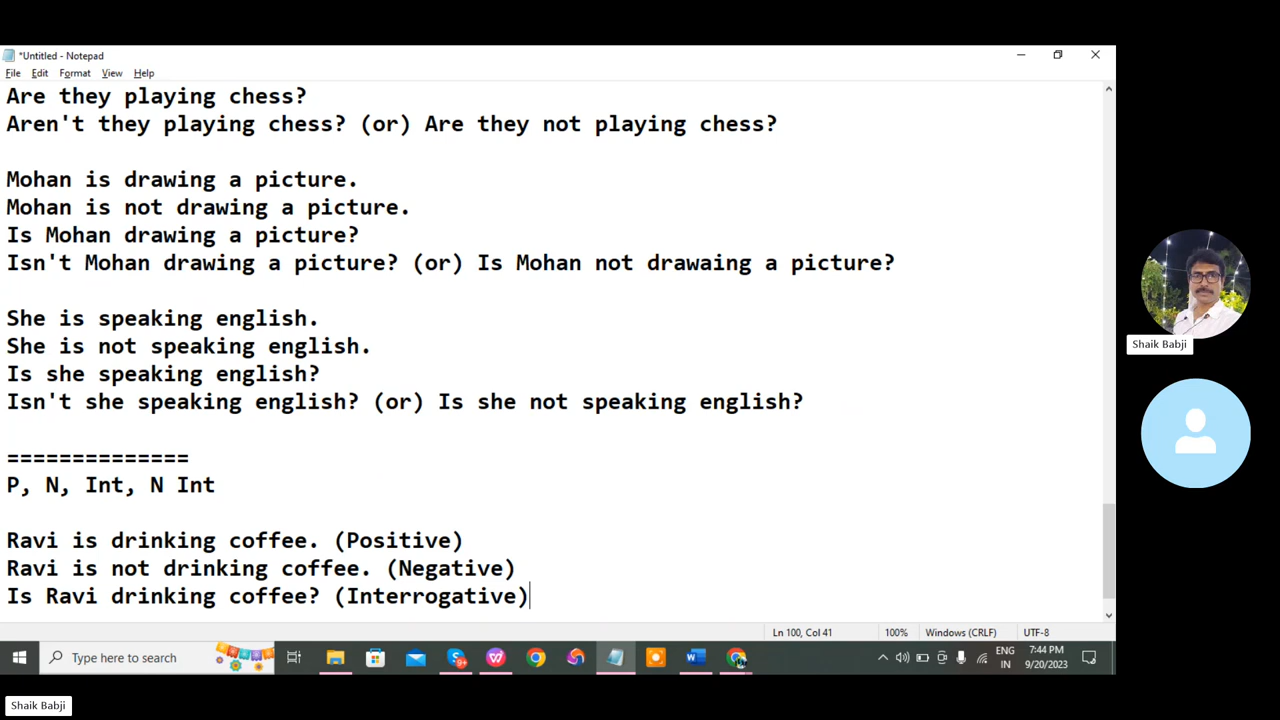 *Untitled - Notepad
File Edit Format View Help
Are they playing chess?
Aren't they playing chess? (or) Are they not playing chess?
Mohan is drawing a picture.
Mohan is not drawing a picture.
Is Mohan drawing a picture?
Isn't Mohan drawing a picture? (or) Is Mohan not drawaing a picture?
She is speaking english.
She is not speaking english.
Is she speaking english?
Isn't she speaking english? (or) Is she not speaking english?
==============
P, N, Int, N Int
Ravi is drinking coffee. (Positive)
Ravi is not drinking coffee. (Negative)
Is Ravi drinking coffee? (Interrogative)
Ln 100, Col 41 100% Windows (CRLF) UTF-8
Type here to search
ENG
IN
7:44 PM
9/20/2023
Shaik Babji
Shaik Babji